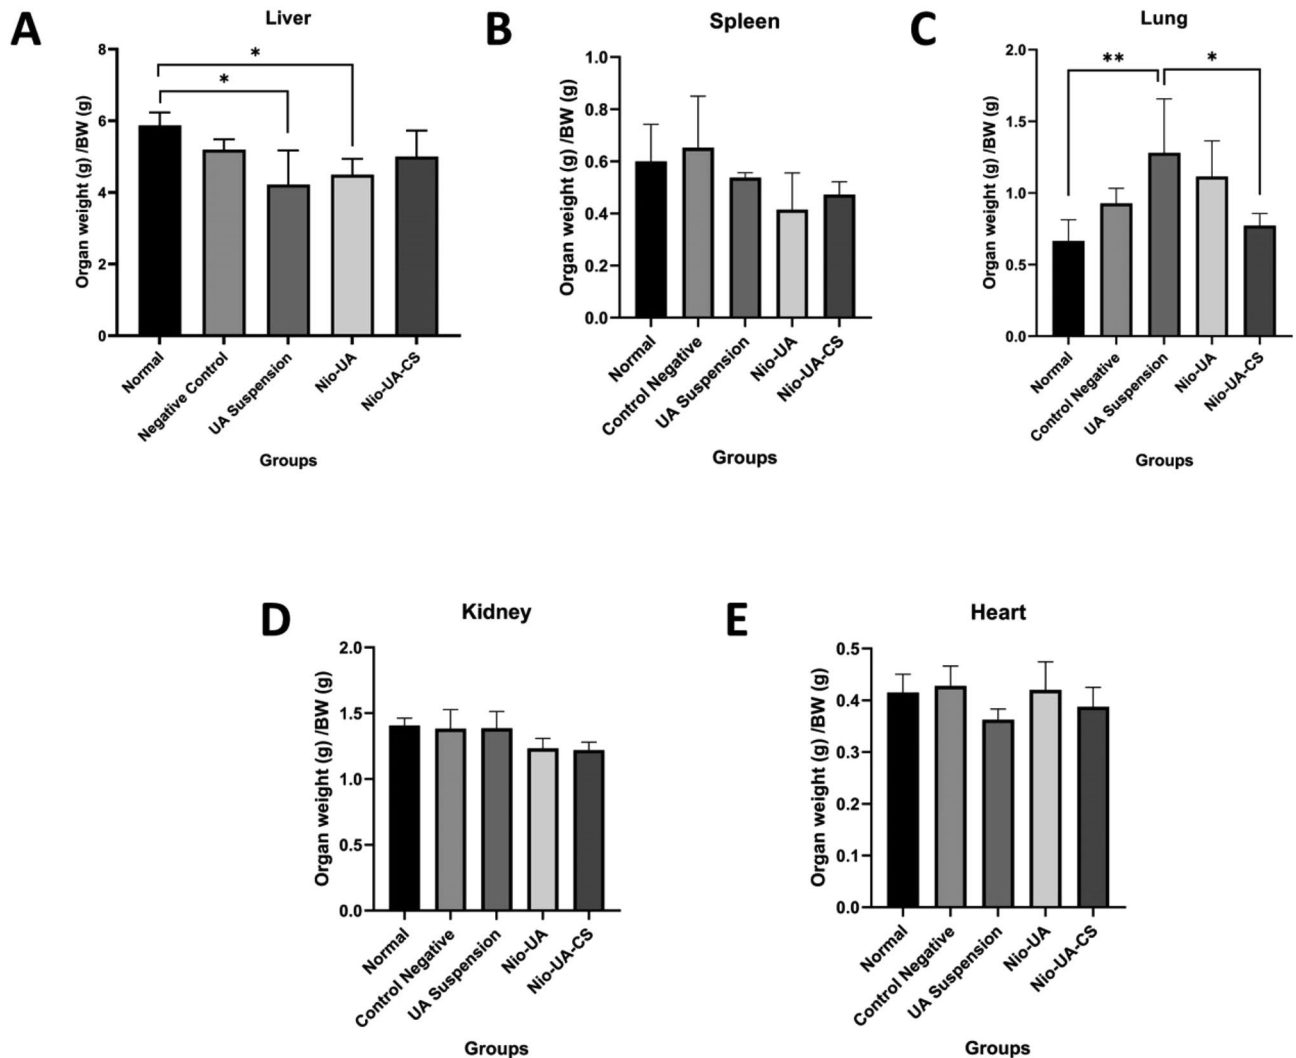 A
Liver
Organ weight (g) /BW (g)
8
6
4
2
0
*
*
Normal
Negative Control
UA Suspension
Nio-UA
Nio-UA-CS
Groups
B
Spleen
Organ weight (g) /BW (g)
1.0
0.8
0.6
0.4
0.2
0.0
Normal
Control Negative
UA Suspension
Nio-UA
Nio-UA-CS
Groups
C
Lung
Organ weight (g) /BW (g)
2.0
1.5
1.0
0.5
0.0
**
*
Normal
Control Negative
UA Suspension
Nio-UA
Nio-UA-CS
Groups
D
Kidney
Organ weight (g) /BW (g)
2.0
1.5
1.0
0.5
0.0
Normal
Control Negative
UA Suspension
Nio-UA
Nio-UA-CS
Groups
E
Heart
Organ weight (g) /BW (g)
0.5
0.4
0.3
0.2
0.1
0.0
Normal
Control Negative
UA Suspension
Nio-UA
Nio-UA-CS
Groups